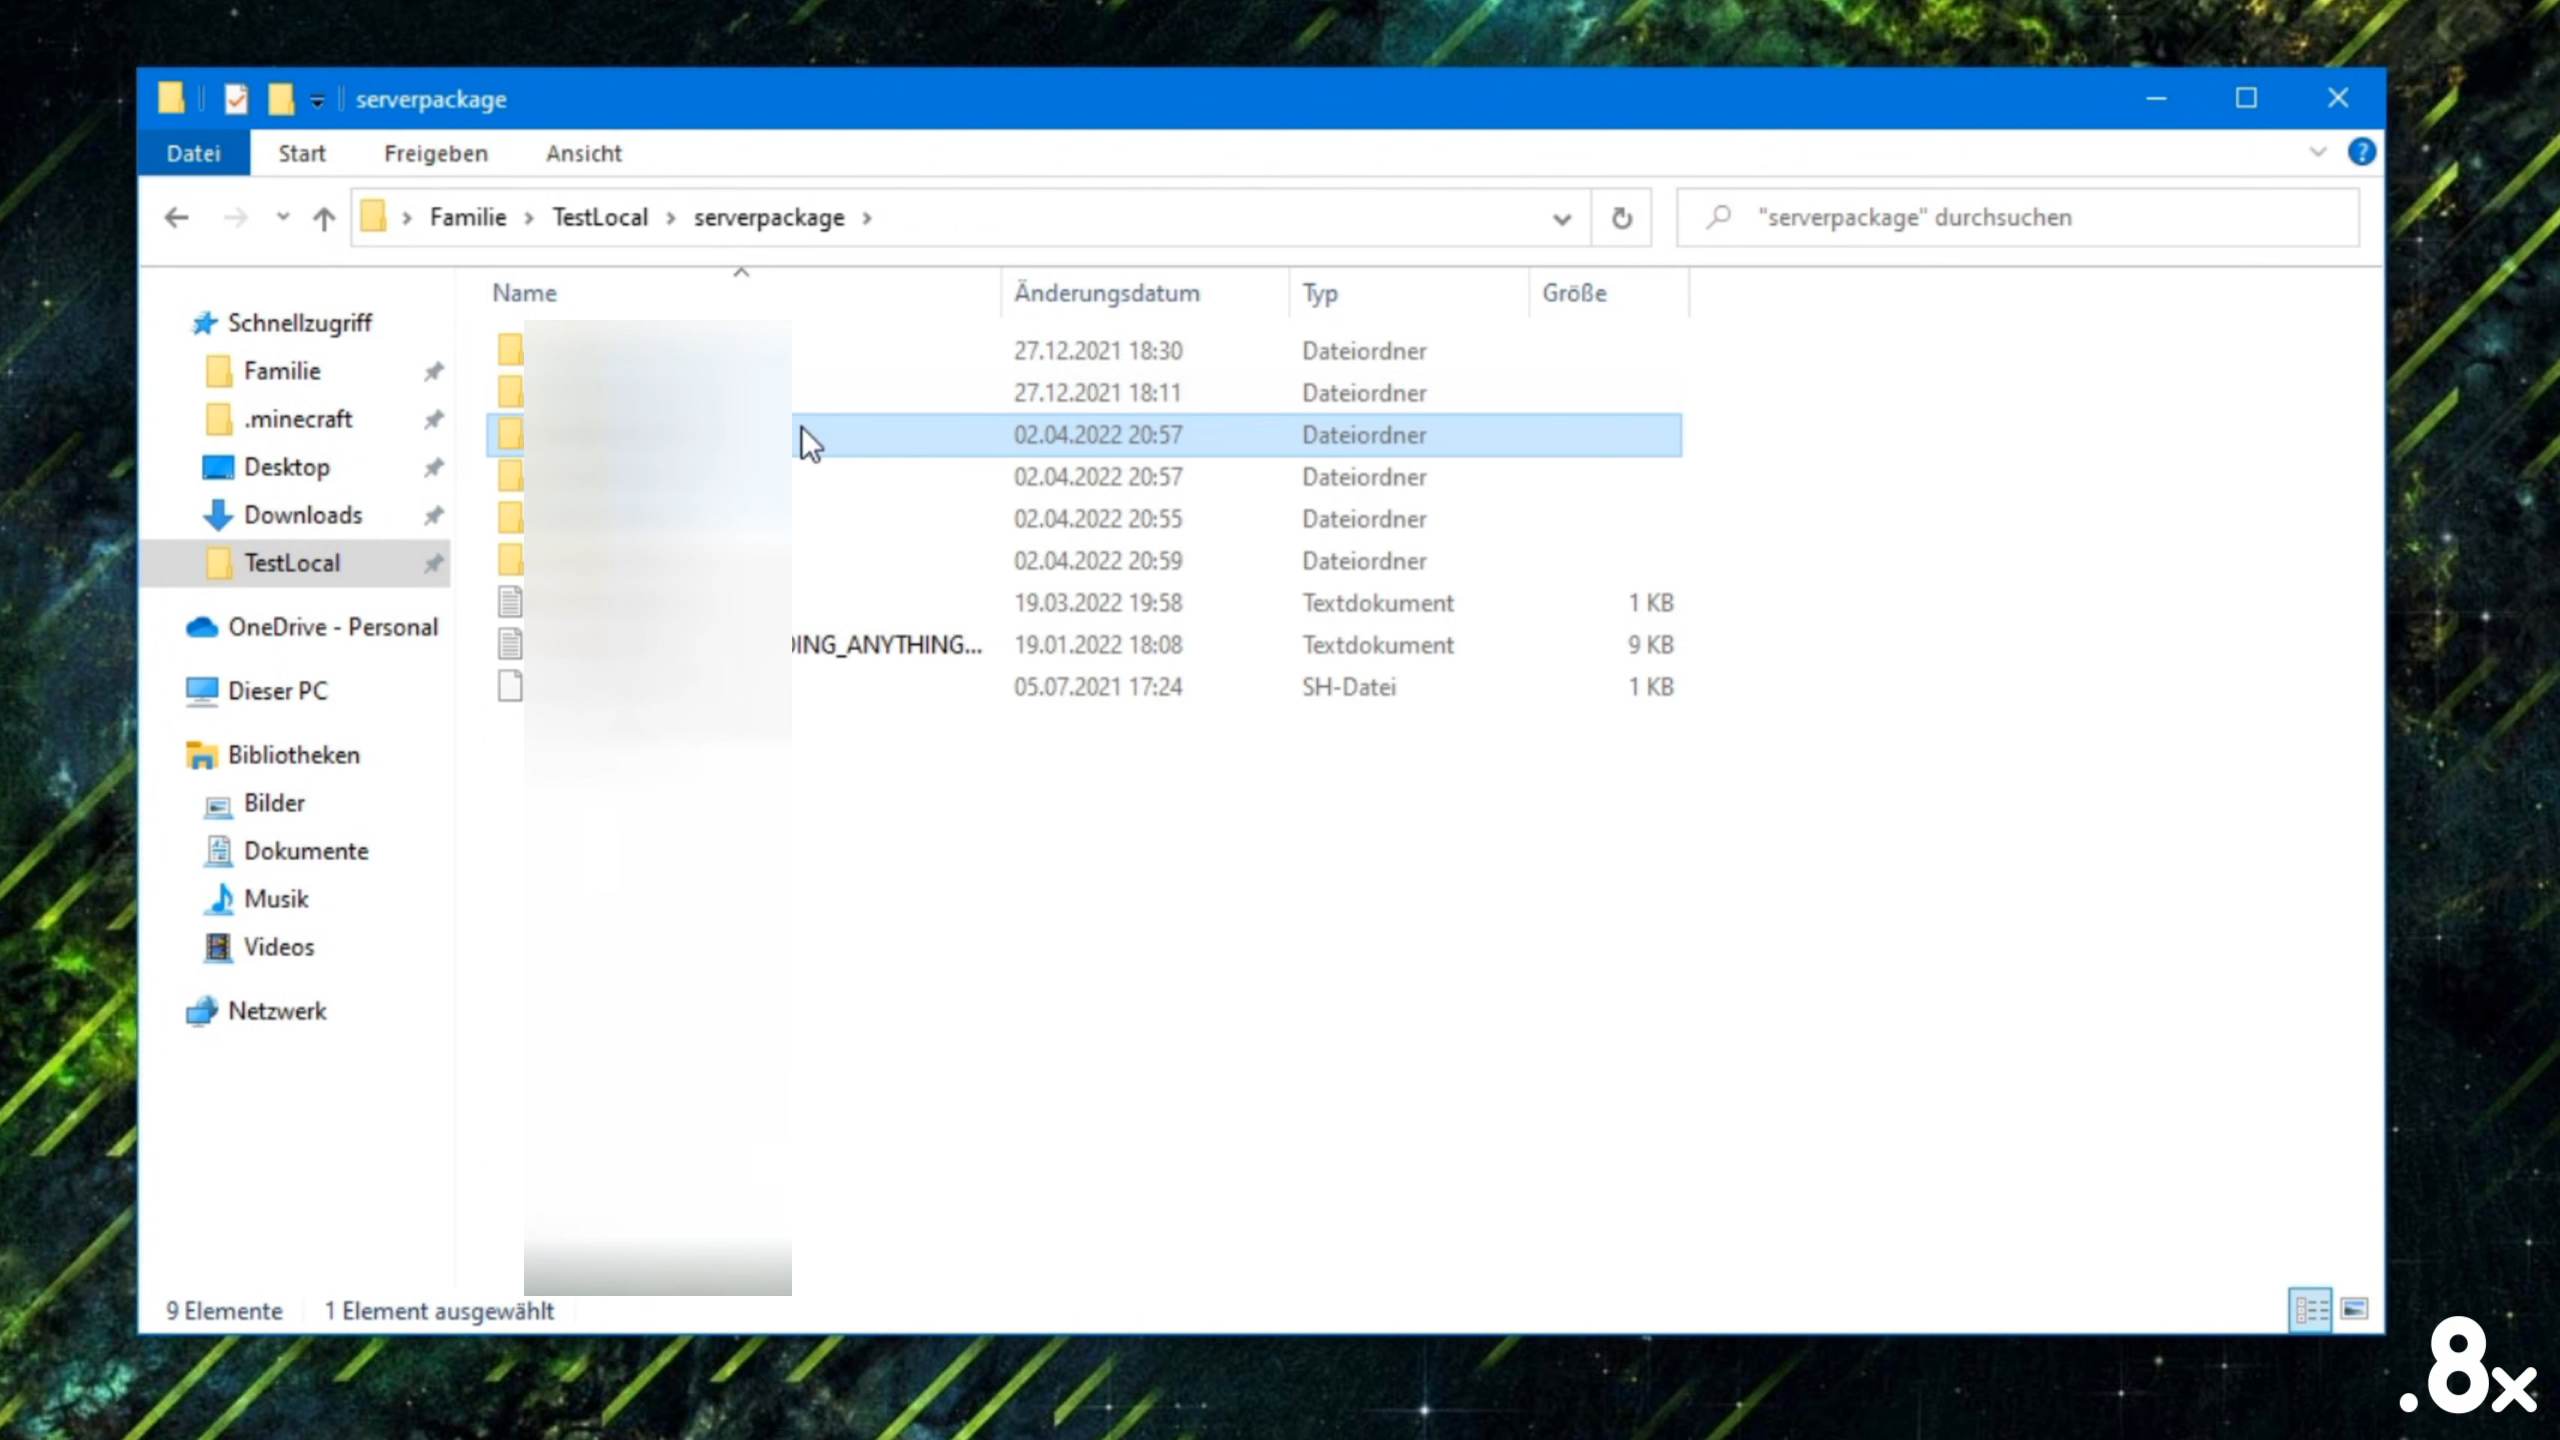 serverpackage
Datei Start Freigeben Ansicht
Familie TestLocal serverpackage
"serverpackage" durchsuchen
Name Änderungsdatum Typ Größe
Schnellzugriff
Familie
.minecraft
Desktop
Downloads
TestLocal
OneDrive - Personal
Dieser PC
Bibliotheken
Bilder
Dokumente
Musik
Videos
Netzwerk
27.12.2021 18:30 Dateiordner
27.12.2021 18:11 Dateiordner
02.04.2022 20:57 Dateiordner
02.04.2022 20:57 Dateiordner
02.04.2022 20:55 Dateiordner
02.04.2022 20:59 Dateiordner
19.03.2022 19:58 Textdokument 1 KB
ING_ANYTHING... 19.01.2022 18:08 Textdokument 9 KB
05.07.2021 17:24 SH-Datei 1 KB
9 Elemente 1 Element ausgewählt
.8x